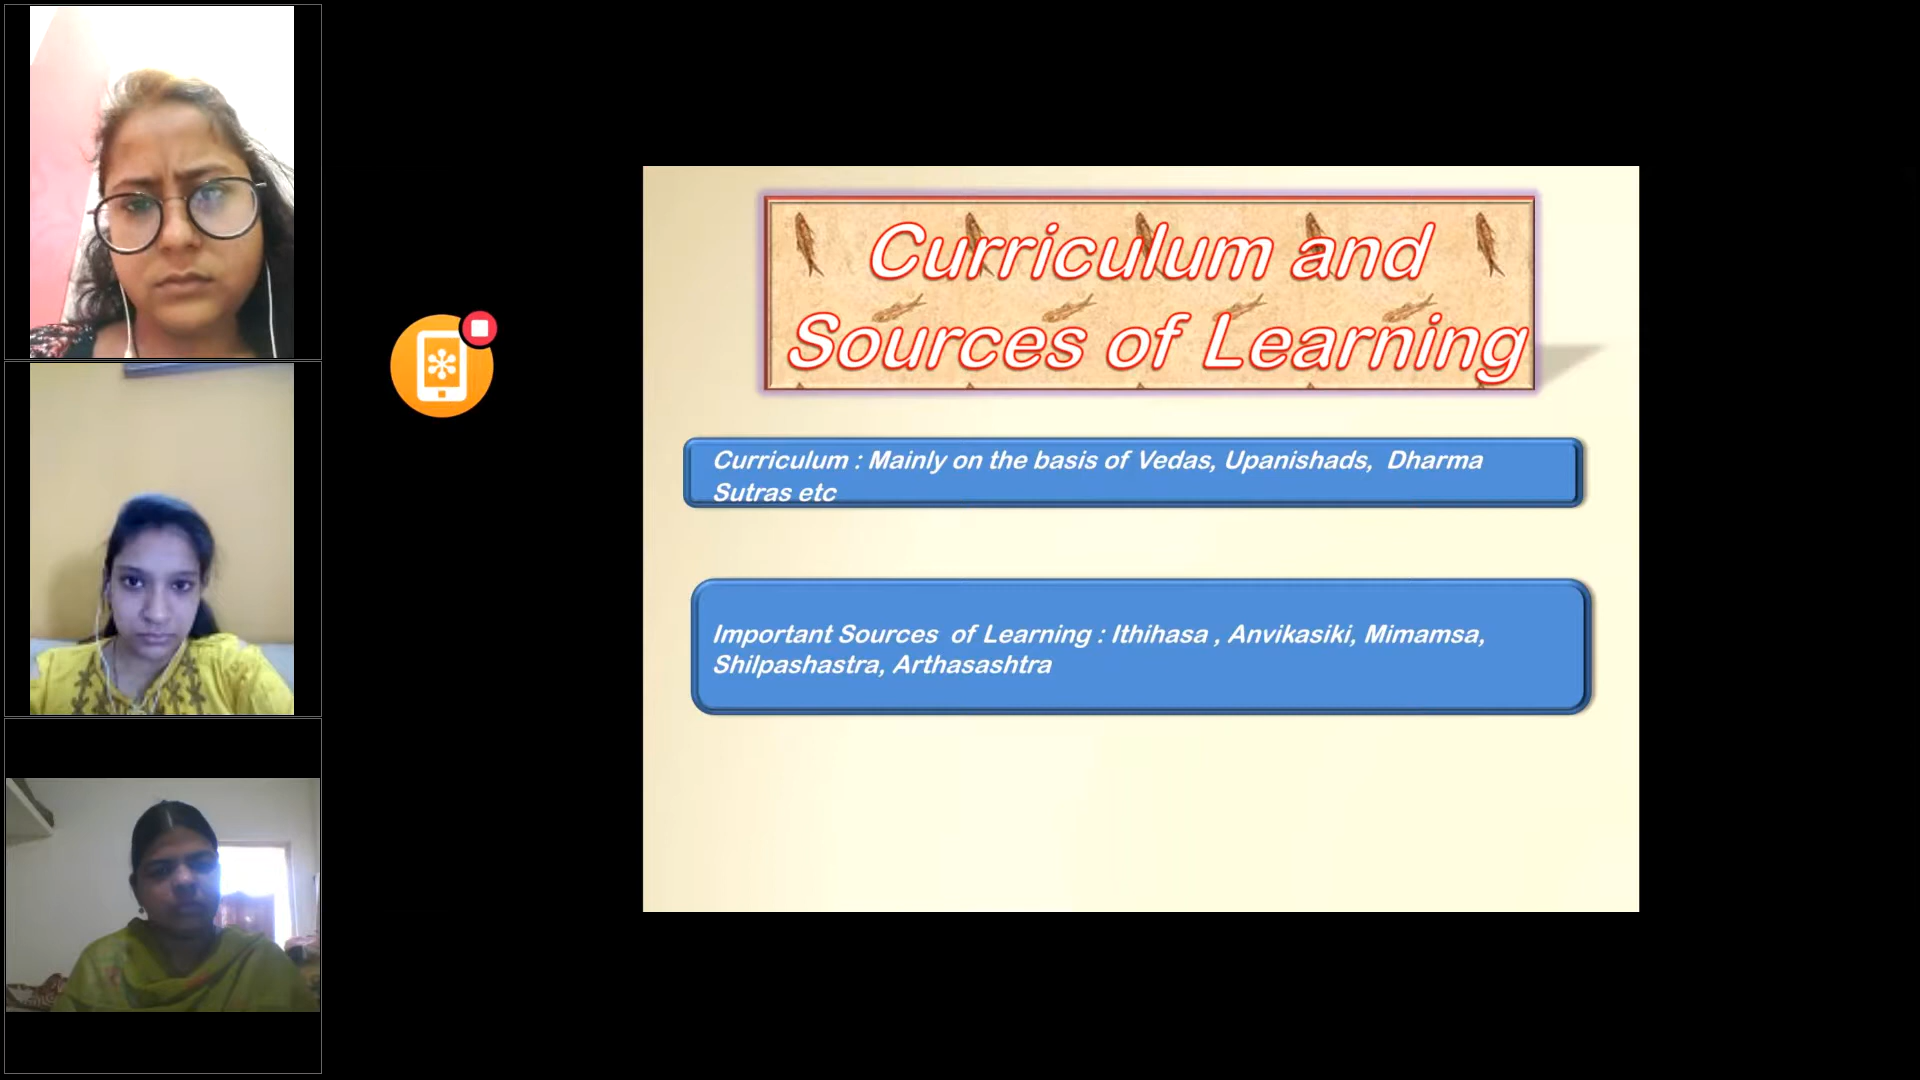 Curriculum and
Sources of Learning
Curriculum : Mainly on the basis of Vedas, Upanishads, Dharma
Sutras etc
Important Sources of Learning : Ithihasa , Anvikasiki, Mimamsa,
Shilpashastra, Arthasashtra